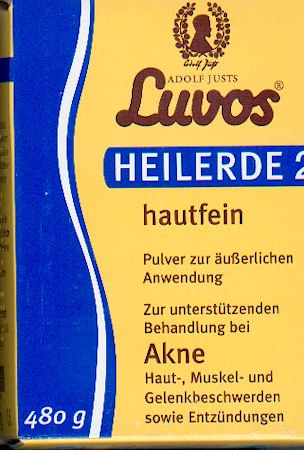 Adolf Just
ADOLF JUSTS
Luvos®
HEILERDE 2
hautfein
Pulver zur äußerlichen
Anwendung
Zur unterstützenden
Behandlung bei
Akne
Haut-, Muskel- und
Gelenkbeschwerden
sowie Entzündungen
480 g